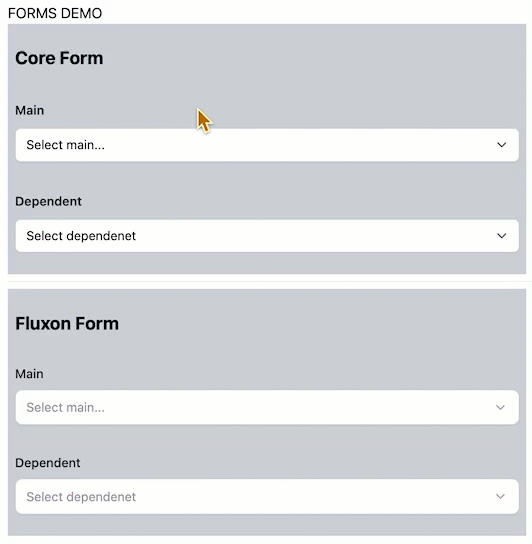 FORMS DEMO
Core Form
Main
Select main...
Dependent
Select dependenet
Fluxon Form
Main
Select main...
Dependent
Select dependenet